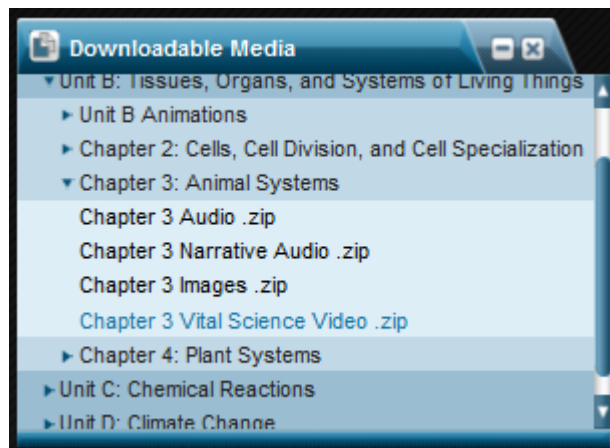 Downloadable Media
Unit B: Tissues, Organs, and Systems of Living Things
Unit B Animations
Chapter 2: Cells, Cell Division, and Cell Specialization
Chapter 3: Animal Systems
Chapter 3 Audio .zip
Chapter 3 Narrative Audio .zip
Chapter 3 Images .zip
Chapter 3 Vital Science Video .zip
Chapter 4: Plant Systems
Unit C: Chemical Reactions
Unit D: Climate Change